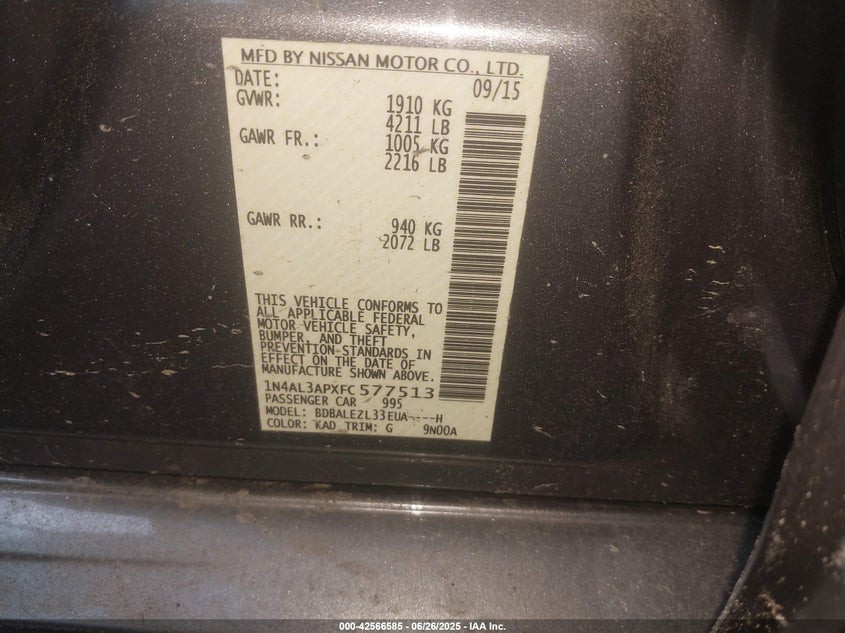 MFD BY NISSAN MOTOR CO., LTD.
DATE: 09/15
GVWR: 1910 KG
4211 LB
GAWR FR.: 1005 KG
2216 LB
GAWR RR.: 940 KG
2072 LB
THIS VEHICLE CONFORMS TO
ALL APPLICABLE FEDERAL
MOTOR VEHICLE SAFETY,
BUMPER, AND THEFT
PREVENTION STANDARDS IN
EFFECT ON THE DATE OF
MANUFACTURE SHOWN ABOVE.
1N4AL3APXFC577513
PASSENGER CAR 995
MODEL: BDBALEZL33EUA----H
COLOR: KAD TRIM: G 9N00A
000-42566585 - 06/26/2025 - IAA Inc.